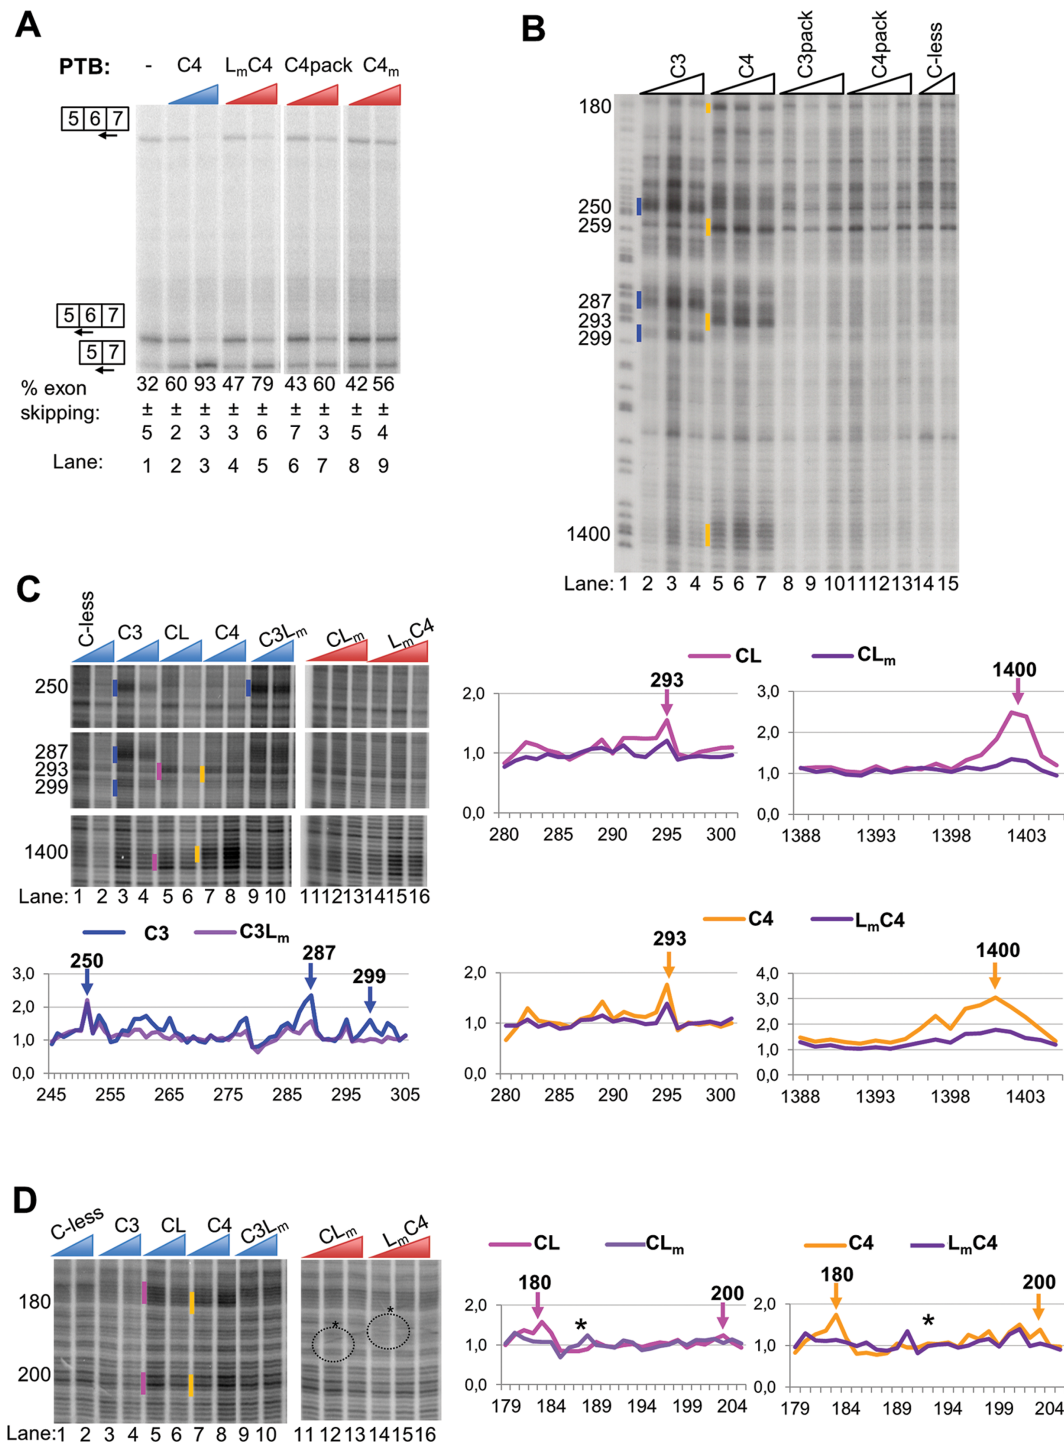 A
PTB: - C4 LmC4 C4pack C4m
5 6 7
5 6 7
5 7
% exon skipping: 32 60 93 47 79 43 60 42 56
± ± ± ± ± ± ± ± ±
5 2 3 3 6 7 3 5 4
Lane: 1 2 3 4 5 6 7 8 9
B
C3 C4 C3pack C4pack C-less
180
250
259
287
293
299
1400
Lane: 1 2 3 4 5 6 7 8 9 10 11 12 13 14 15
C
C-less C3 CL C4 C3Lm CLm LmC4
250
287
293
299
1400
Lane: 1 2 3 4 5 6 7 8 9 10 11 12 13 14 15 16
CL CLm
293
2,0
1,0
0,0
280 285 290 295 300
1400
3,0
2,0
1,0
0,0
1388 1393 1398 1403
C3 C3Lm
250 287 299
3,0
2,0
1,0
0,0
245 255 265 275 285 295 305
C4 LmC4
293
2,0
1,0
0,0
280 285 290 295 300
1400
4,0
3,0
2,0
1,0
0,0
1388 1393 1398 1403
D
C-less C3 CL C4 C3Lm CLm LmC4
180
200
* *
Lane: 1 2 3 4 5 6 7 8 9 10 11 12 13 14 15 16
CL CLm
180 * 200
2,0
1,0
0,0
179 184 189 194 199 204
C4 LmC4
180 * 200
2,0
1,0
0,0
179 184 189 194 199 204